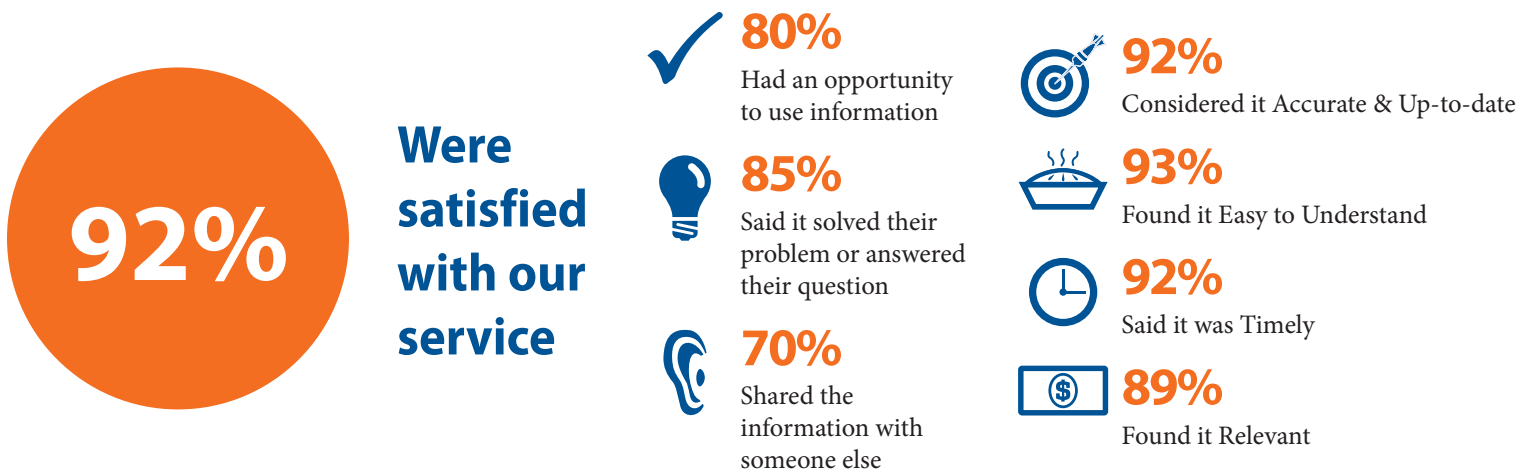 92%
Were
satisfied
with our
service
80%
Had an opportunity
to use information
85%
Said it solved their
problem or answered
their question
70%
Shared the
information with
someone else
92%
Considered it Accurate & Up-to-date
93%
Found it Easy to Understand
92%
Said it was Timely
$
89%
Found it Relevant